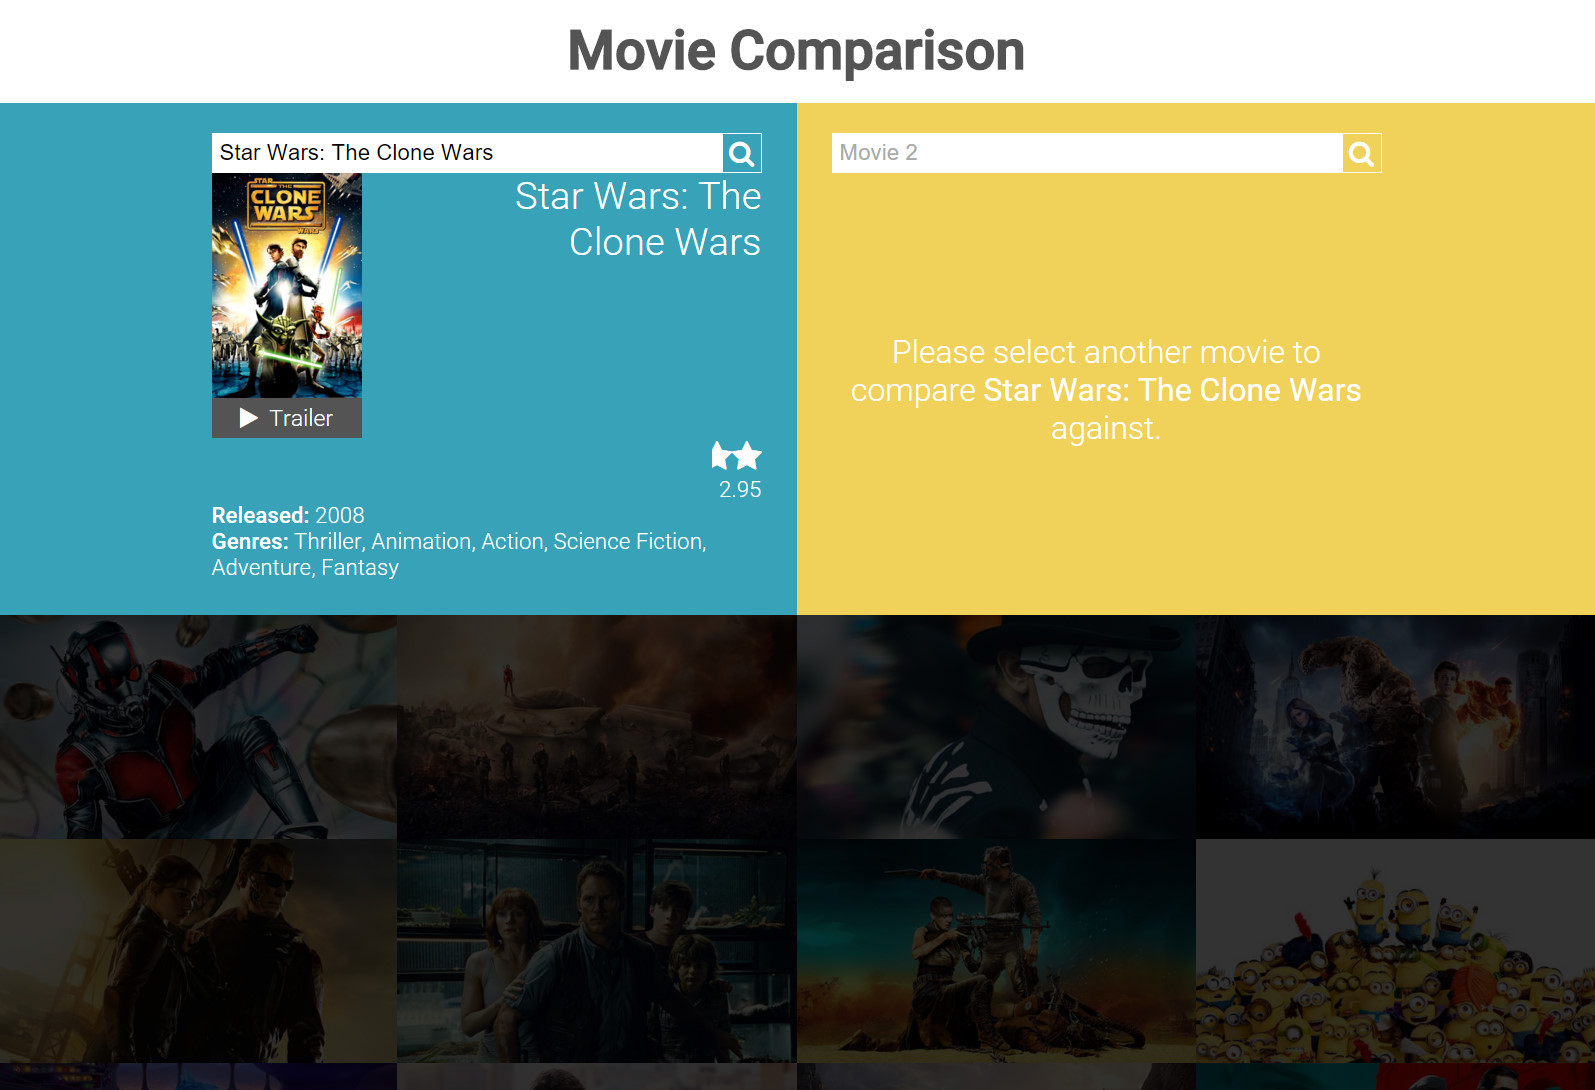 Movie Comparison
Star Wars: The Clone Wars
Movie 2
STAR WARS
THE
CLONE
WARS
Star Wars: The
Clone Wars
Trailer
Please select another movie to
compare Star Wars: The Clone Wars
against.
2.95
Released: 2008
Genres: Thriller, Animation, Action, Science Fiction,
Adventure, Fantasy